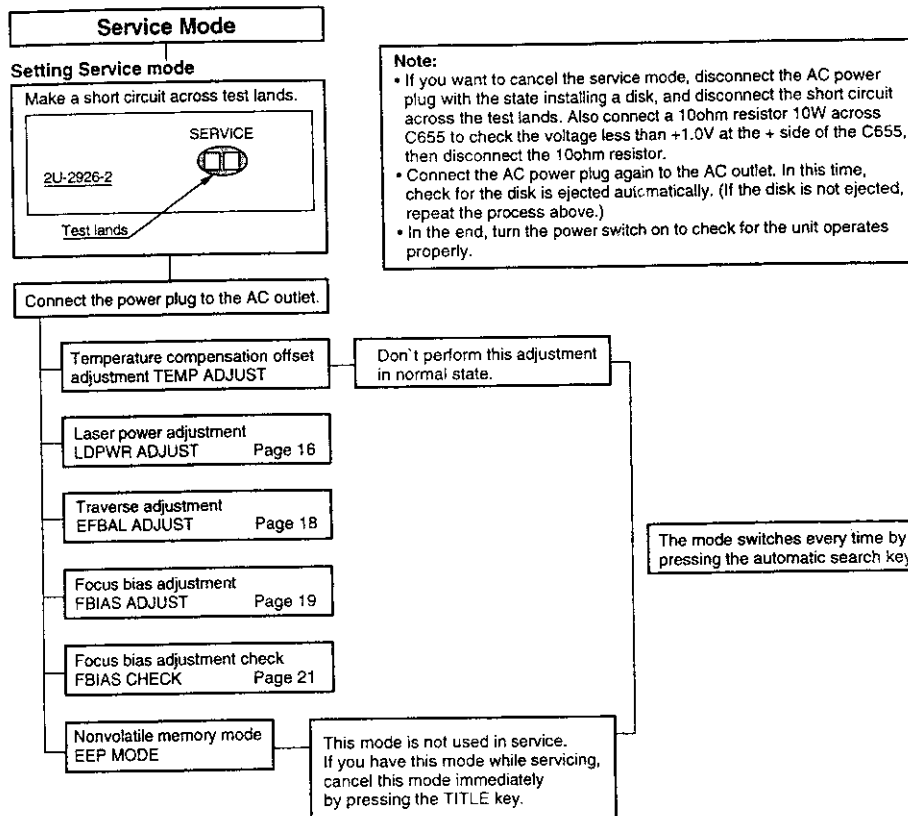 Service Mode
Setting Service mode
Make a short circuit across test lands.
SERVICE
2U-2926-2
Test lands
Note:
• If you want to cancel the service mode, disconnect the AC power
plug with the state installing a disk, and disconnect the short circuit
across the test lands. Also connect a 10ohm resistor 10W across
C655 to check the voltage less than +1.0V at the + side of the C655,
then disconnect the 10ohm resistor.
• Connect the AC power plug again to the AC outlet. In this time,
check for the disk is ejected automatically. (If the disk is not ejected,
repeat the process above.)
• In the end, turn the power switch on to check for the unit operates
properly.
Connect the power plug to the AC outlet.
Temperature compensation offset
adjustment TEMP ADJUST
Don`t perform this adjustment
in normal state.
Laser power adjustment
LDPWR ADJUST Page 16
Traverse adjustment
EFBAL ADJUST Page 18
The mode switches every time by
pressing the automatic search key
Focus bias adjustment
FBIAS ADJUST Page 19
Focus bias adjustment check
FBIAS CHECK Page 21
Nonvolatile memory mode
EEP MODE
This mode is not used in service.
If you have this mode while servicing,
cancel this mode immediately
by pressing the TITLE key.